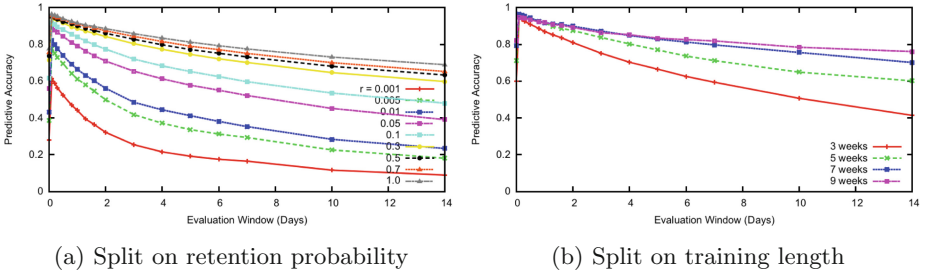 1
0.8
0.6
0.4
0.2
0
Predictive Accuracy
r = 0.001
0.005
0.01
0.05
0.1
0.3
0.5
0.7
1.0
0 2 4 6 8 10 12 14
Evaluation Window (Days)
(a) Split on retention probability
1
0.8
0.6
0.4
0.2
0
Predictive Accuracy
3 weeks
5 weeks
7 weeks
9 weeks
0 2 4 6 8 10 12 14
Evaluation Window (Days)
(b) Split on training length